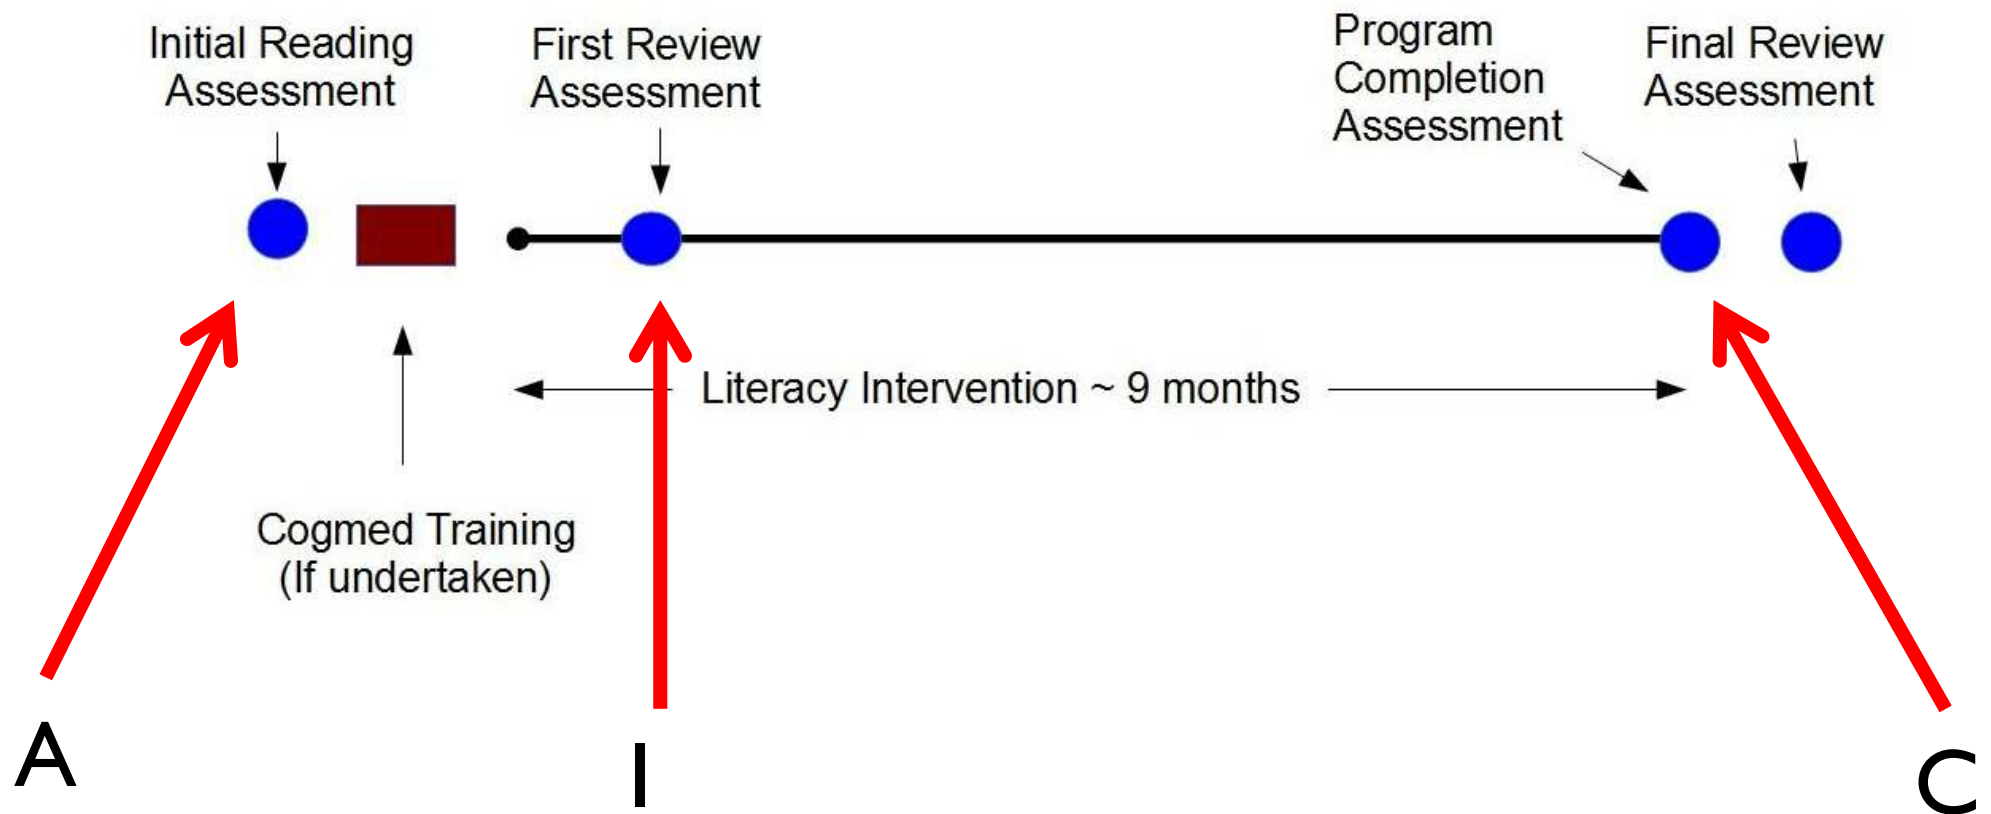 Initial Reading
Assessment
First Review
Assessment
Program
Completion
Assessment
Final Review
Assessment
Literacy Intervention ~ 9 months
Cogmed Training
(If undertaken)
A
I
C